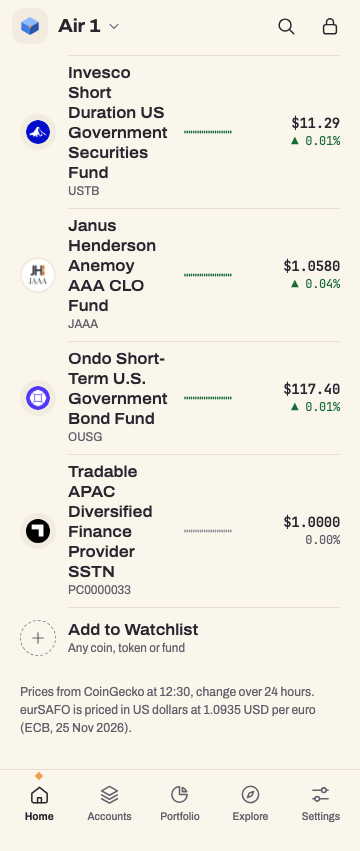 Air 1
Invesco
Short
Duration US
Government
Securities
Fund
USTB
$11.29
▲ 0.01%
Janus
Henderson
Anemoy
AAA CLO
Fund
JAAA
JH
JAAA
$1.0580
▲ 0.04%
Ondo Short-
Term U.S.
Government
Bond Fund
OUSG
$117.40
▲ 0.01%
Tradable
APAC
Diversified
Finance
Provider
SSTN
PC0000033
$1.0000
0.00%
Add to Watchlist
Any coin, token or fund
Prices from CoinGecko at 12:30, change over 24 hours.
eurSAFO is priced in US dollars at 1.0935 USD per euro
(ECB, 25 Nov 2026).
Home
Accounts
Portfolio
Explore
Settings